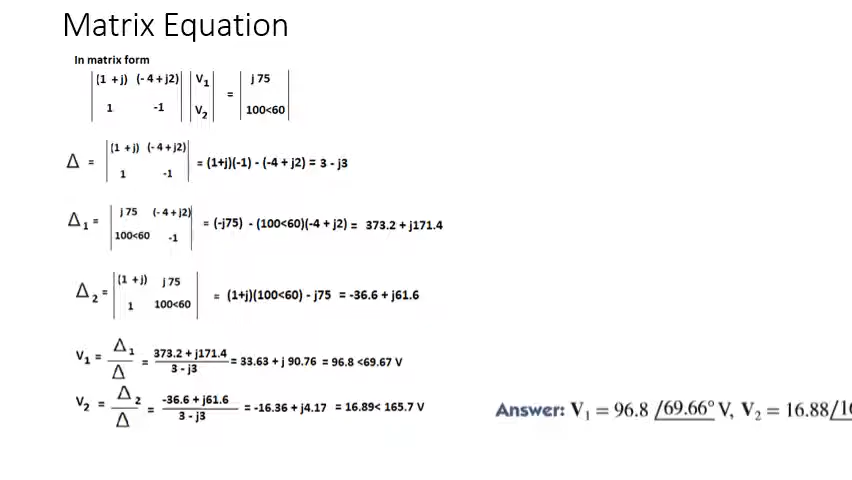 Matrix Equation
In matrix form
(1 +j) (-4+j2) V1 = j 75
1 -1 V2 100<60
Δ = (1 +j) (-4+j2) = (1+j)(-1) - (-4 + j2) = 3 - j3
1 -1
Δ1 = j 75 (-4+j2) = (-j75) - (100<60)(-4 + j2) = 373.2 + j171.4
100<60 -1
Δ2 = (1 +j) j 75 = (1+j)(100<60) - j75 = -36.6 + j61.6
1 100<60
V1 = Δ1 / Δ = 373.2 + j171.4 / 3 - j3 = 33.63 + j 90.76 = 96.8 <69.67 V
V2 = Δ2 / Δ = -36.6 + j61.6 / 3 - j3 = -16.36 + j4.17 = 16.89< 165.7 V
Answer: V1 = 96.8 /69.66° V, V2 = 16.88/